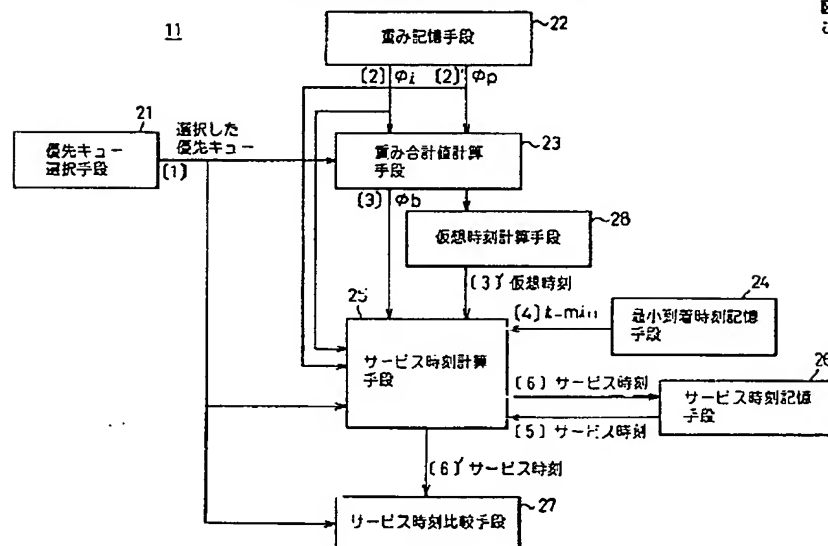 11
重み記憶手段
22
(2) φi
(2)' φp
21
優先キュー
選択手段
選択した
優先キュー
(1)
重み合計値計算
手段
23
(3) φb
仮想時刻計算手段
28
(3)' 仮想時刻
24
最小到着時刻記憶
手段
(4) t-min
25
サービス時刻計算
手段
(6) サービス時刻
26
サービス時刻記憶
手段
(5) サービス時刻
(6)' サービス時刻
サービス時刻比較手段
27